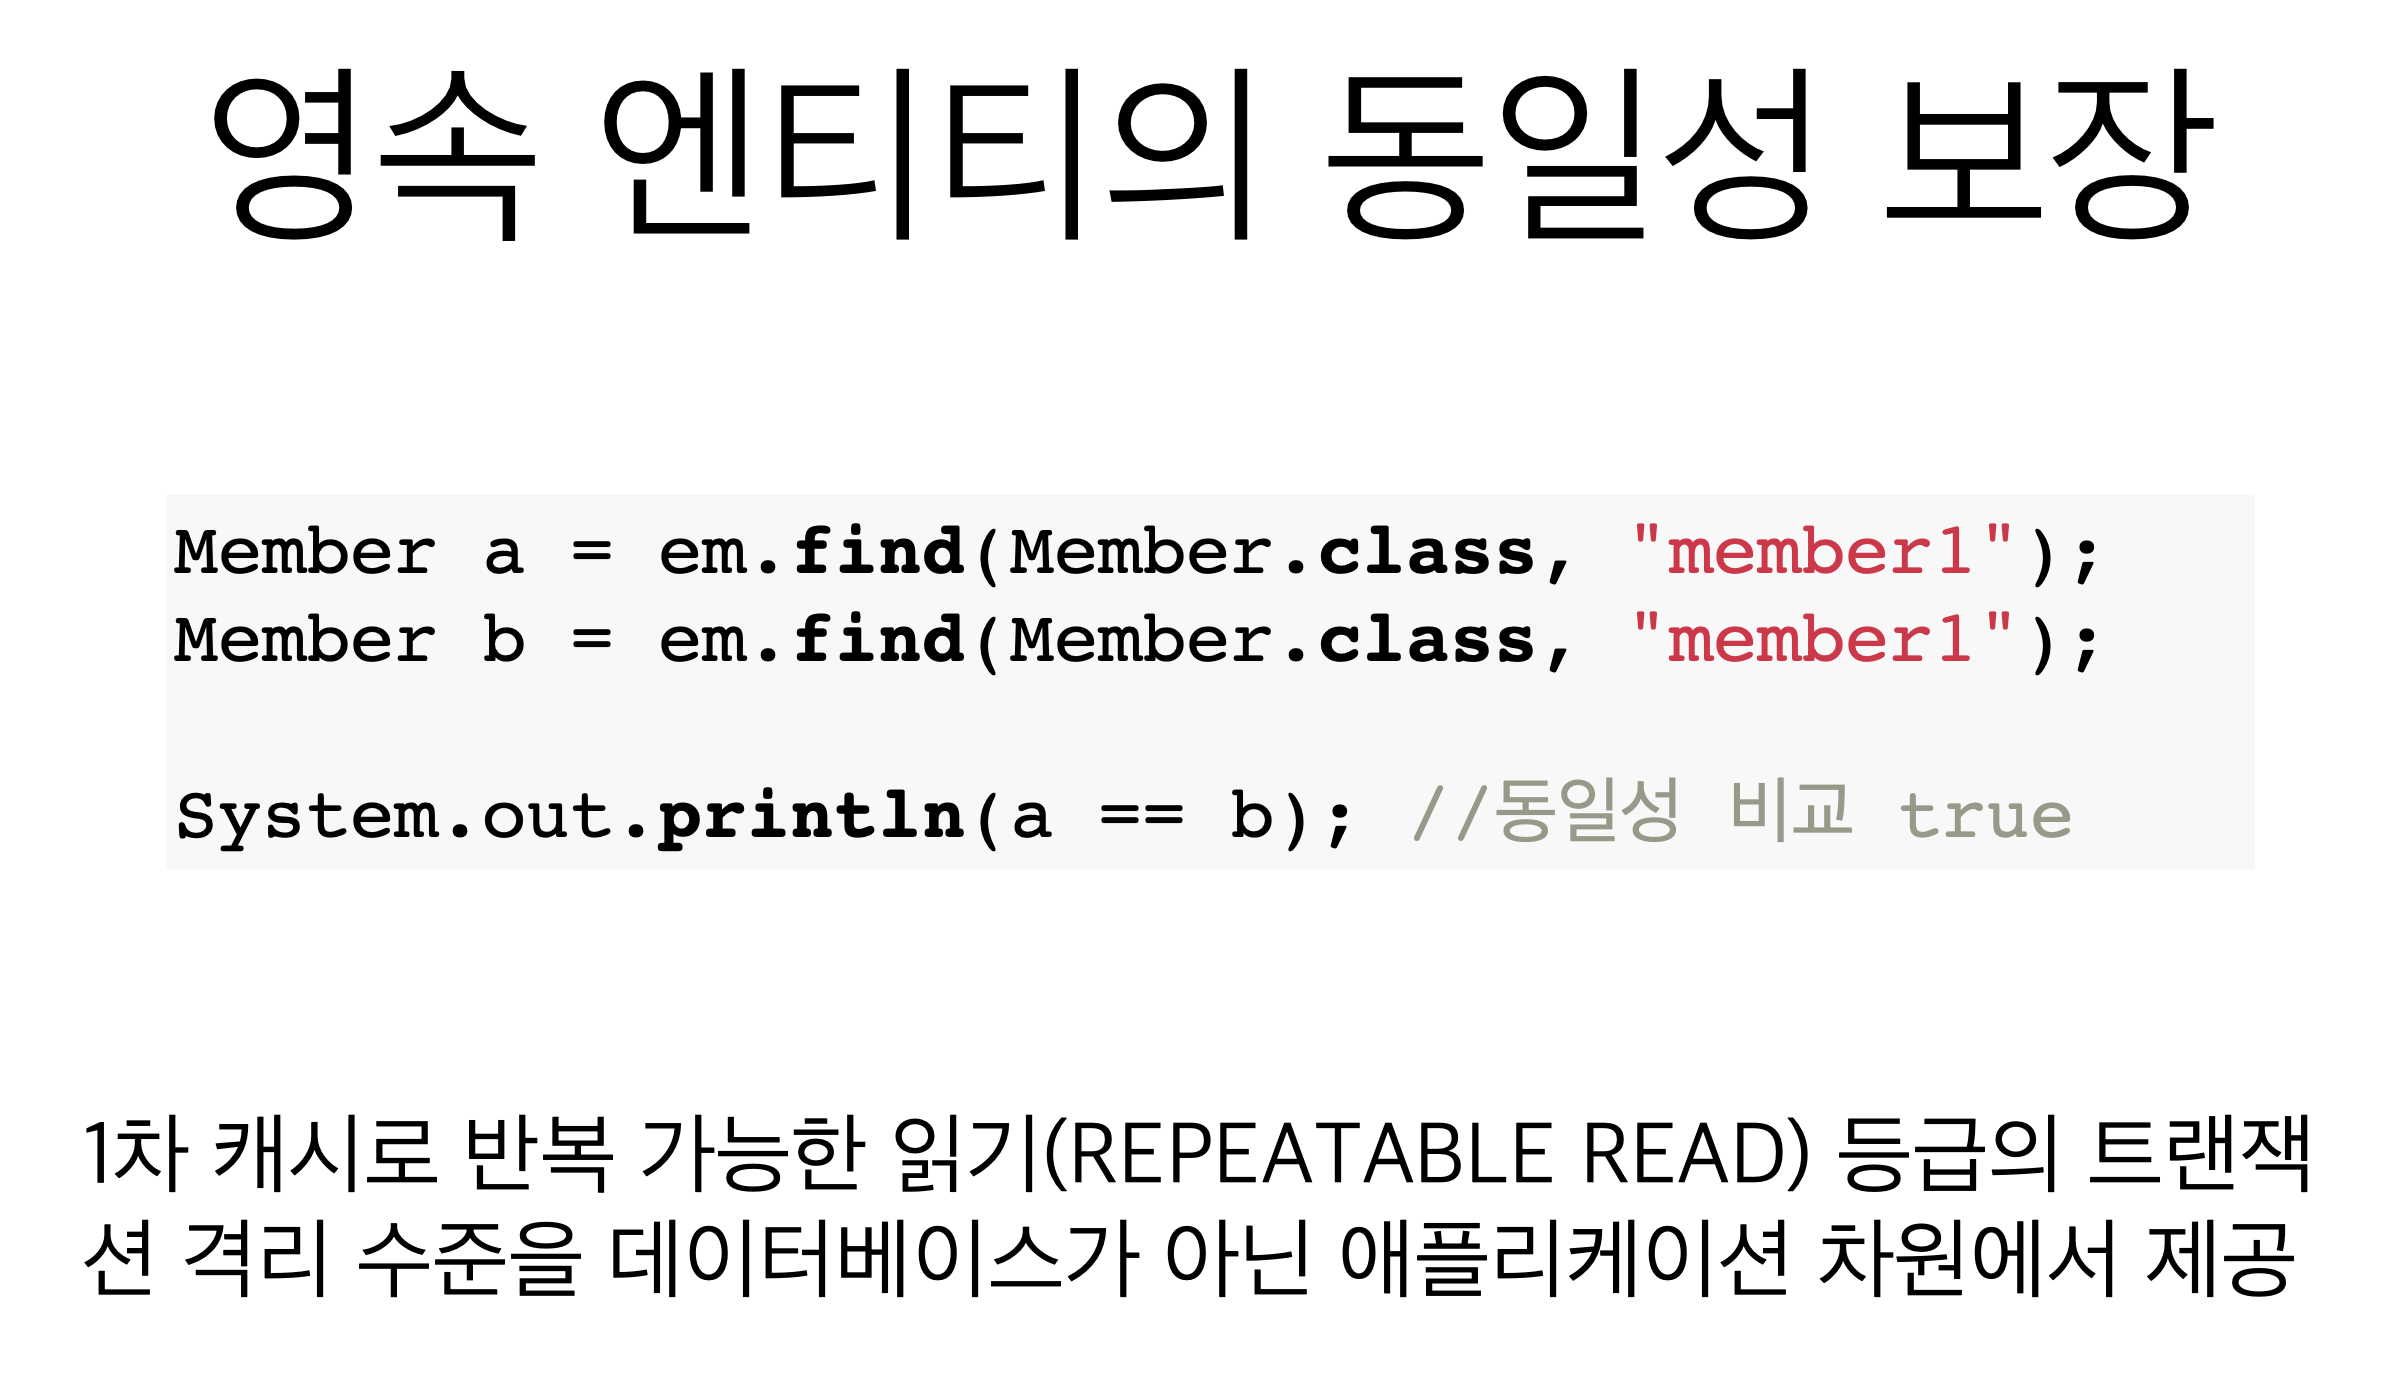 영속 엔티티의 동일성 보장
Member a = em.find(Member.class, "member1");
Member b = em.find(Member.class, "member1");
System.out.println(a == b); //동일성 비교 true
1차 캐시로 반복 가능한 읽기(REPEATABLE READ) 등급의 트랜잭
션 격리 수준을 데이터베이스가 아닌 애플리케이션 차원에서 제공